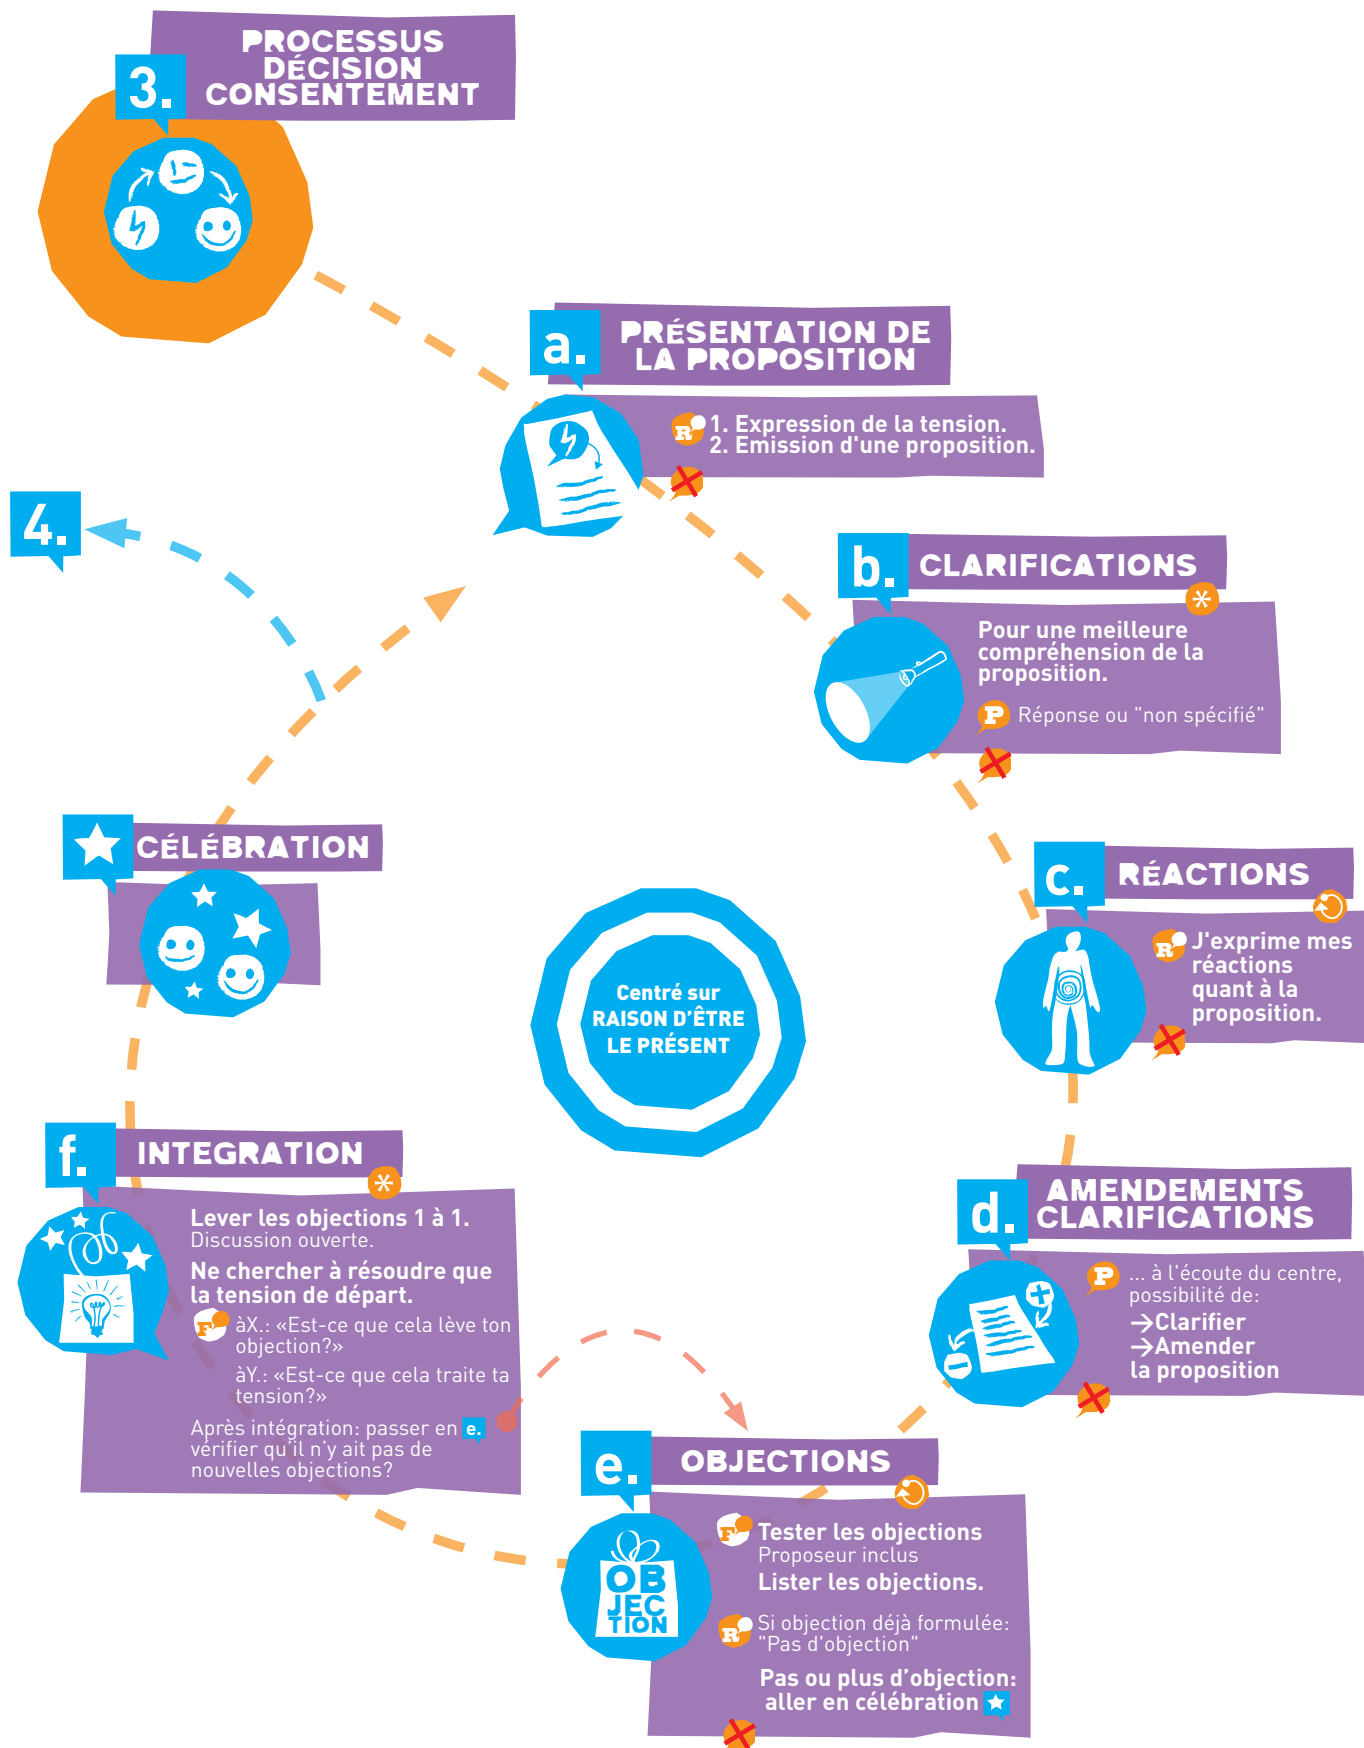 3.
PROCESSUS
DÉCISION
CONSENTEMENT
a.
PRÉSENTATION DE
LA PROPOSITION
R
1. Expression de la tension.
2. Emission d'une proposition.
4.
b.
CLARIFICATIONS
*
Pour une meilleure
compréhension de la
proposition.
P Réponse ou "non spécifié"
c.
RÉACTIONS
R J'exprime mes
réactions
quant à la
proposition.
CÉLÉBRATION
Centré sur
RAISON D'ÊTRE
LE PRÉSENT
d.
AMENDEMENTS
CLARIFICATIONS
P ... à l'écoute du centre,
possibilité de:
→Clarifier
→Amender
la proposition
e.
OBJECTIONS
OB
JEC
TION
F Tester les objections
Proposeur inclus
Lister les objections.
R Si objection déjà formulée:
"Pas d'objection"
Pas ou plus d'objection:
aller en célébration
f.
INTEGRATION
*
Lever les objections 1 à 1.
Discussion ouverte.
Ne chercher à résoudre que
la tension de départ.
F àX.: «Est-ce que cela lève ton
objection?»
àY.: «Est-ce que cela traite ta
tension?»
Après intégration: passer en e.
vérifier qu'il n'y ait pas de
nouvelles objections?